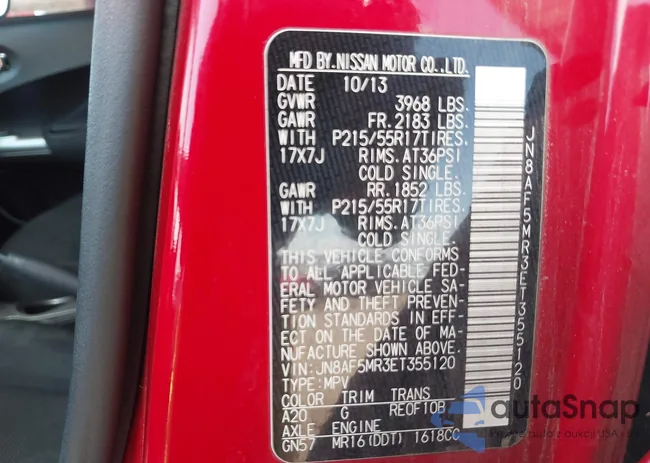 MFD BY.NISSAN MOTOR CO.,LTD.
DATE 10/13
GVWR 3968 LBS.
GAWR FR. 2183 LBS.
WITH P215/55R17TIRES.
17X7J RIMS. AT36PSI
COLD SINGLE.
GAWR RR. 1852 LBS.
WITH P215/55R17TIRES.
17X7J RIMS. AT36PSI
COLD SINGLE.
THIS VEHICLE CONFORMS
TO ALL APPLICABLE FED-
ERAL MOTOR VEHICLE SA-
FETY AND THEFT PREVEN-
TION STANDARDS IN EFF-
ECT ON THE DATE OF MA-
NUFACTURE SHOWN ABOVE.
VIN: JN8AF5MR3ET355120
TYPE: MPV
COLOR TRIM TRANS
A20 G RE0F10B
AXLE ENGINE
GN57 MR16(DDT) 1618CC
JN8AF5MR3ET355120
autaSnap